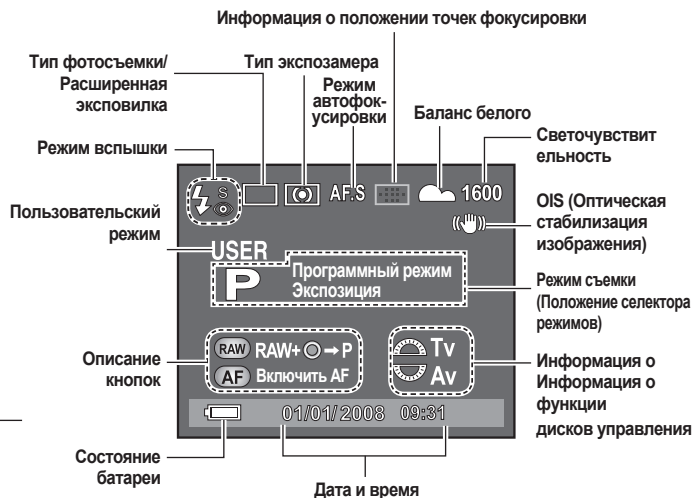 Информация о положении точек фокусировки
Тип фотосъемки/
Расширенная
эксповилка
Тип экспозамера
Режим
автофок-
усировки
Баланс белого
Светочувствит
ельность
Режим вспышки
S
AF.S
1600
OIS (Оптическая
стабилизация
изображения)
Пользовательский
режим
USER
P
Программный режим
Экспозиция
Режим съемки
(Положение селектора
режимов)
Описание
кнопок
RAW RAW+ → P
AF Включить AF
Tv
Av
Информация о
Информация о
функции
дисков управления
01/01/2008 09:31
Состояние
батареи
Дата и время